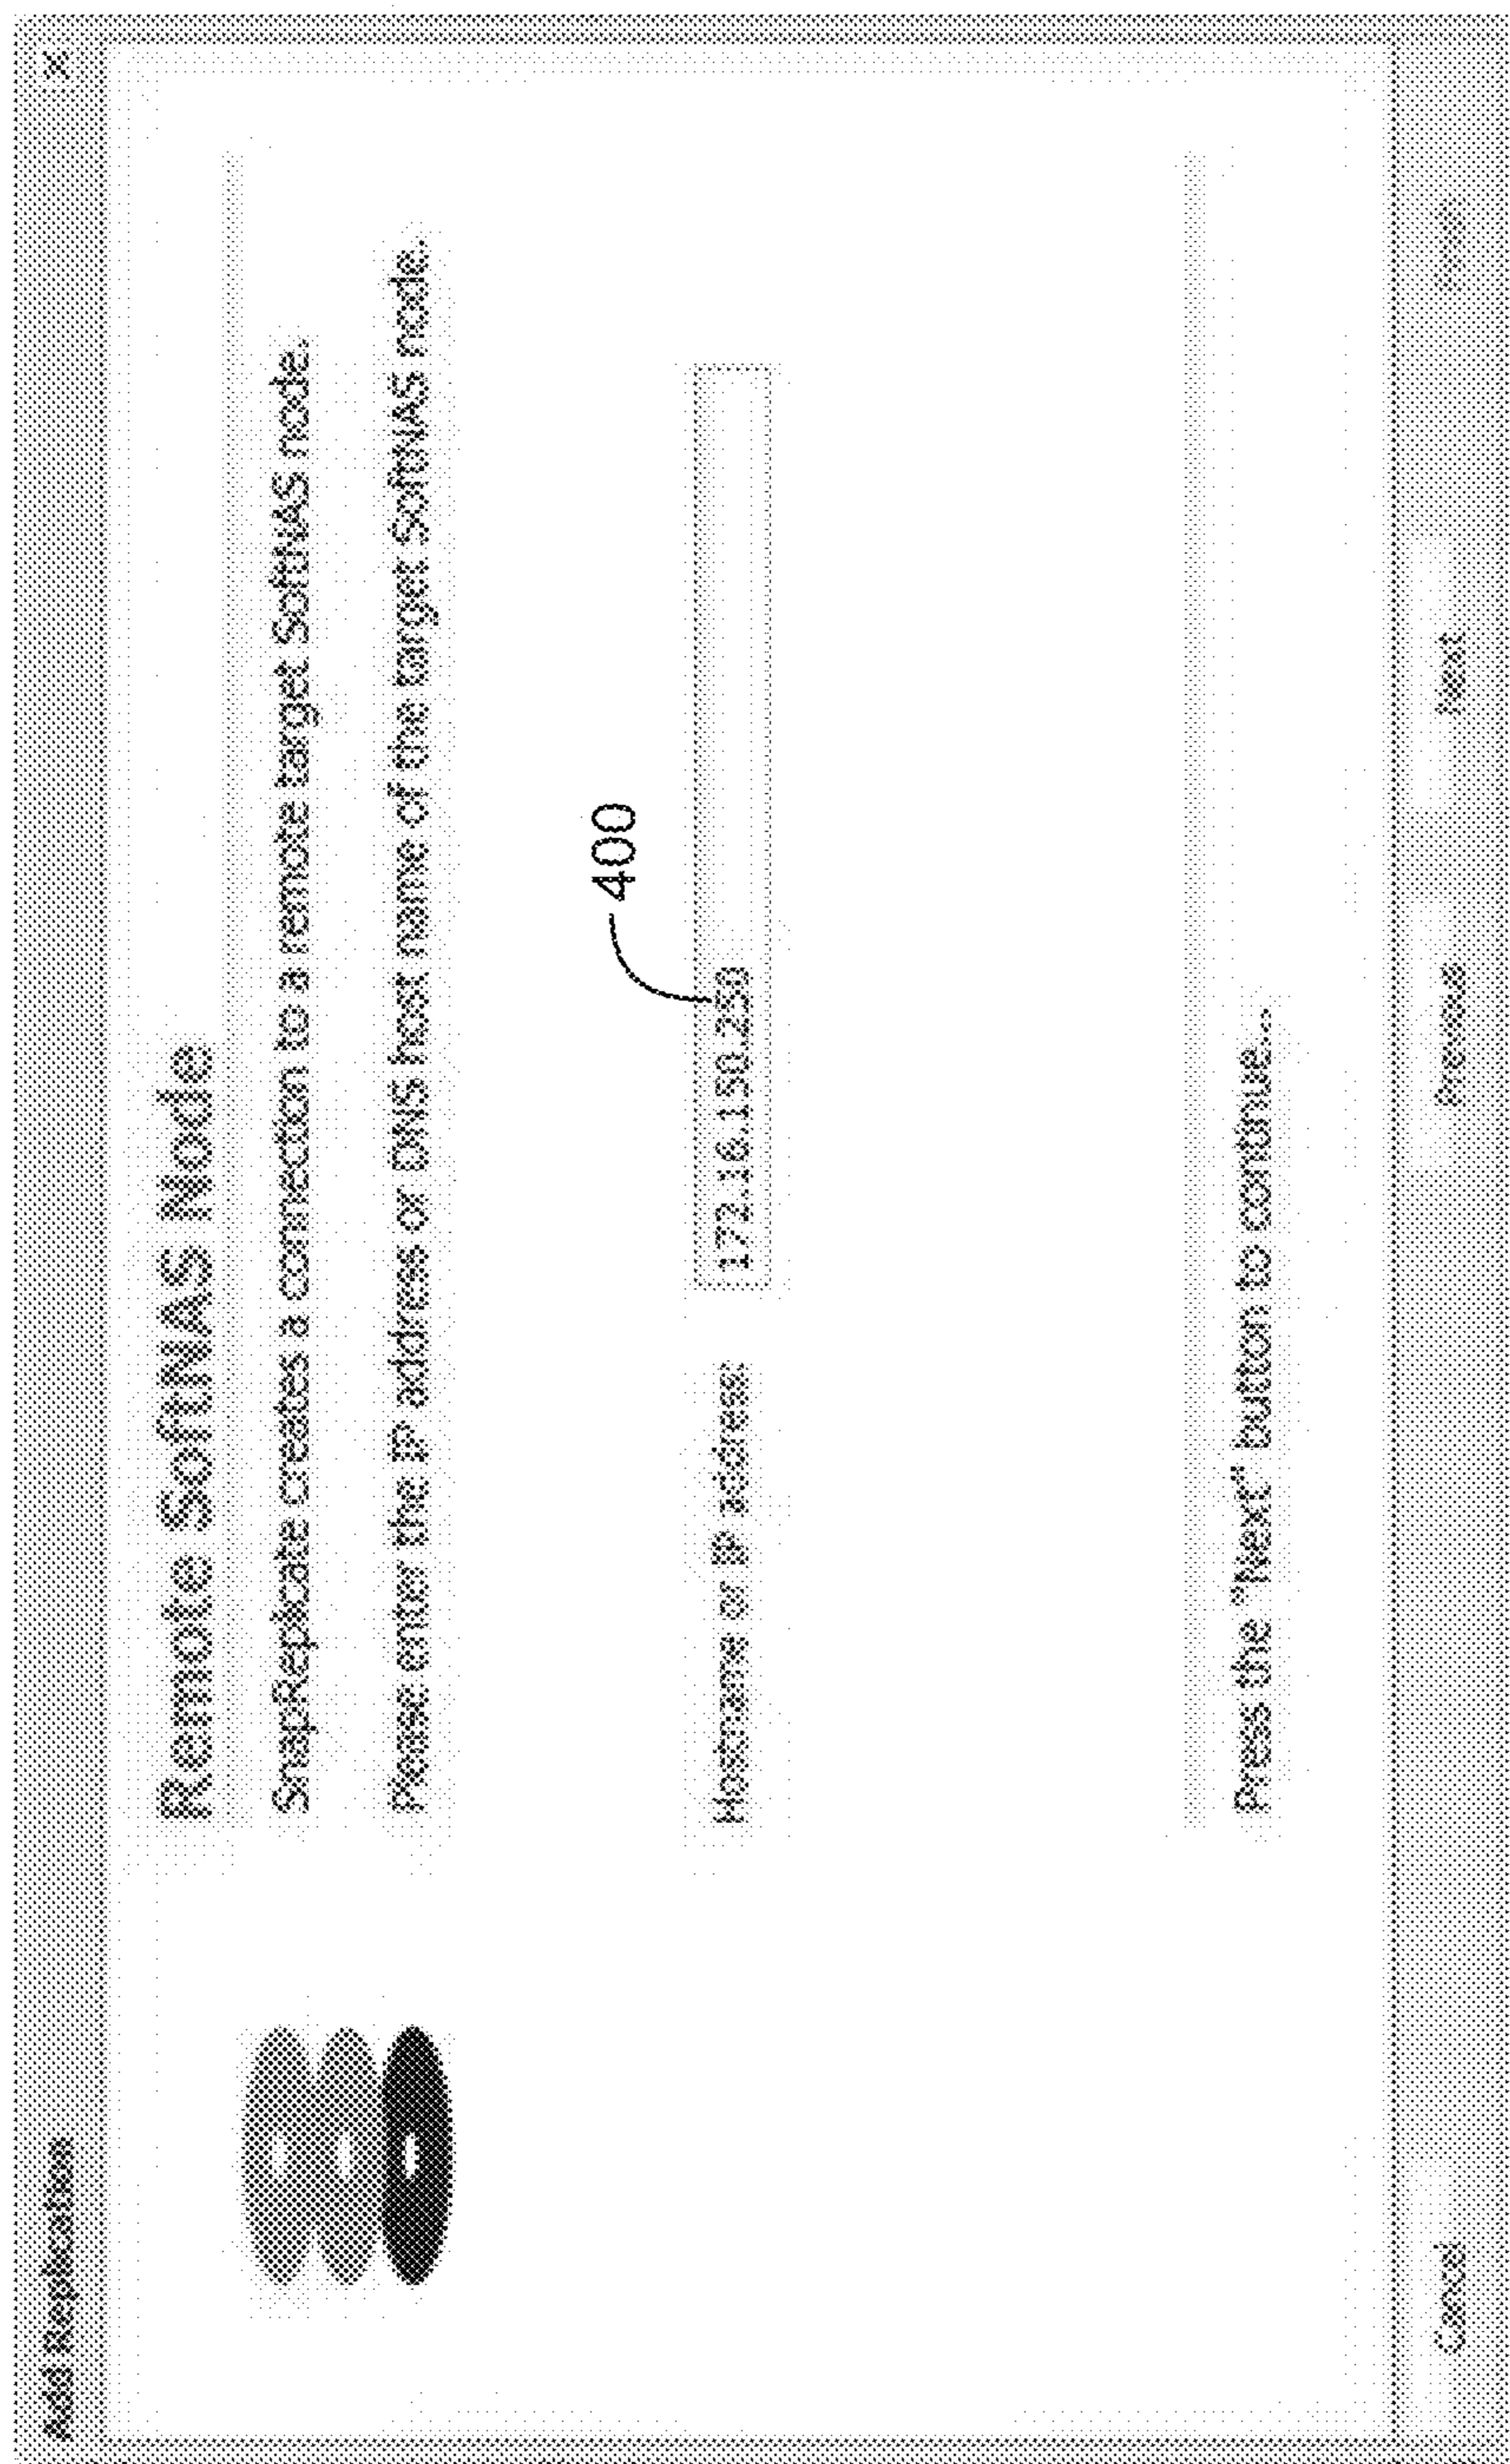 Add Replication
X
Remote SoftNAS Node
SnapReplicate creates a connection to a remote target SoftNAS node.
Please enter the IP address or DNS host name of the target SoftNAS node.
400
Hostname or IP address: 172.16.150.250
Press the "Next" button to continue...
Cancel Previous Next